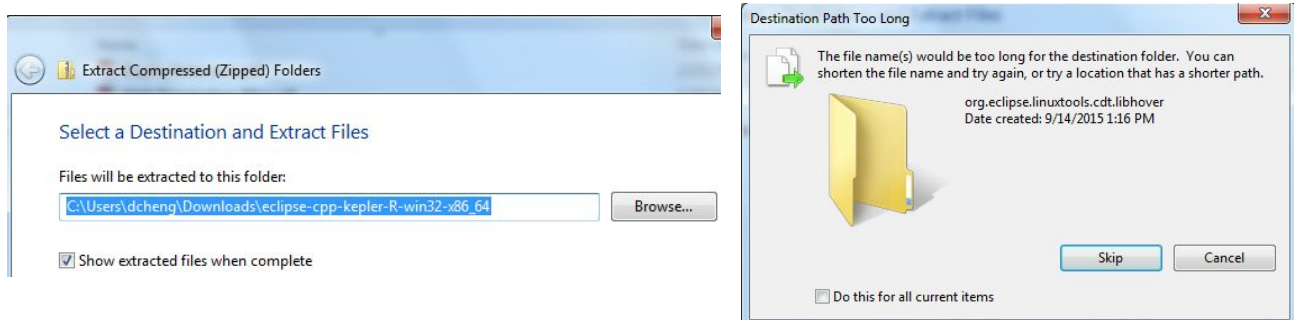 Extract Compressed (Zipped) Folders
Select a Destination and Extract Files
Files will be extracted to this folder:
C:\Users\dcheng\Downloads\eclipse-cpp-kepler-R-win32-x86_64
Browse...
Show extracted files when complete
Destination Path Too Long
The file name(s) would be too long for the destination folder. You can
shorten the file name and try again, or try a location that has a shorter path.
org.eclipse.linuxtools.cdt.libhover
Date created: 9/14/2015 1:16 PM
Skip
Cancel
Do this for all current items